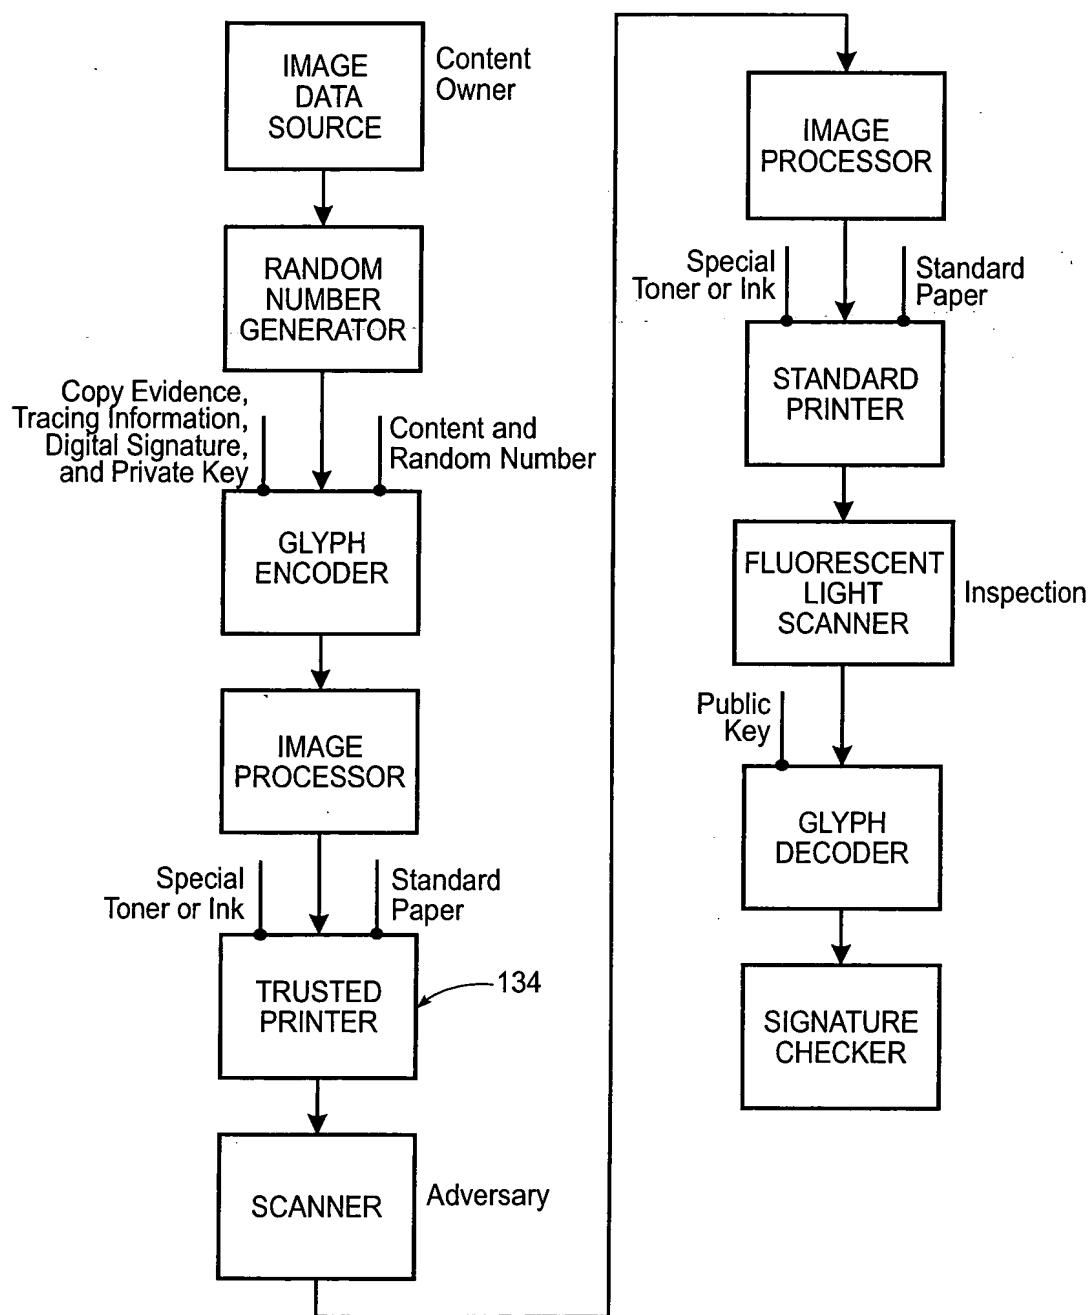 IMAGE
DATA
SOURCE
Content
Owner
RANDOM
NUMBER
GENERATOR
Copy Evidence,
Tracing Information,
Digital Signature,
and Private Key
Content and
Random Number
GLYPH
ENCODER
IMAGE
PROCESSOR
Special
Toner or Ink
Standard
Paper
TRUSTED
PRINTER
134
SCANNER
Adversary
IMAGE
PROCESSOR
Special
Toner or Ink
Standard
Paper
STANDARD
PRINTER
FLUORESCENT
LIGHT
SCANNER
Inspection
Public
Key
GLYPH
DECODER
SIGNATURE
CHECKER